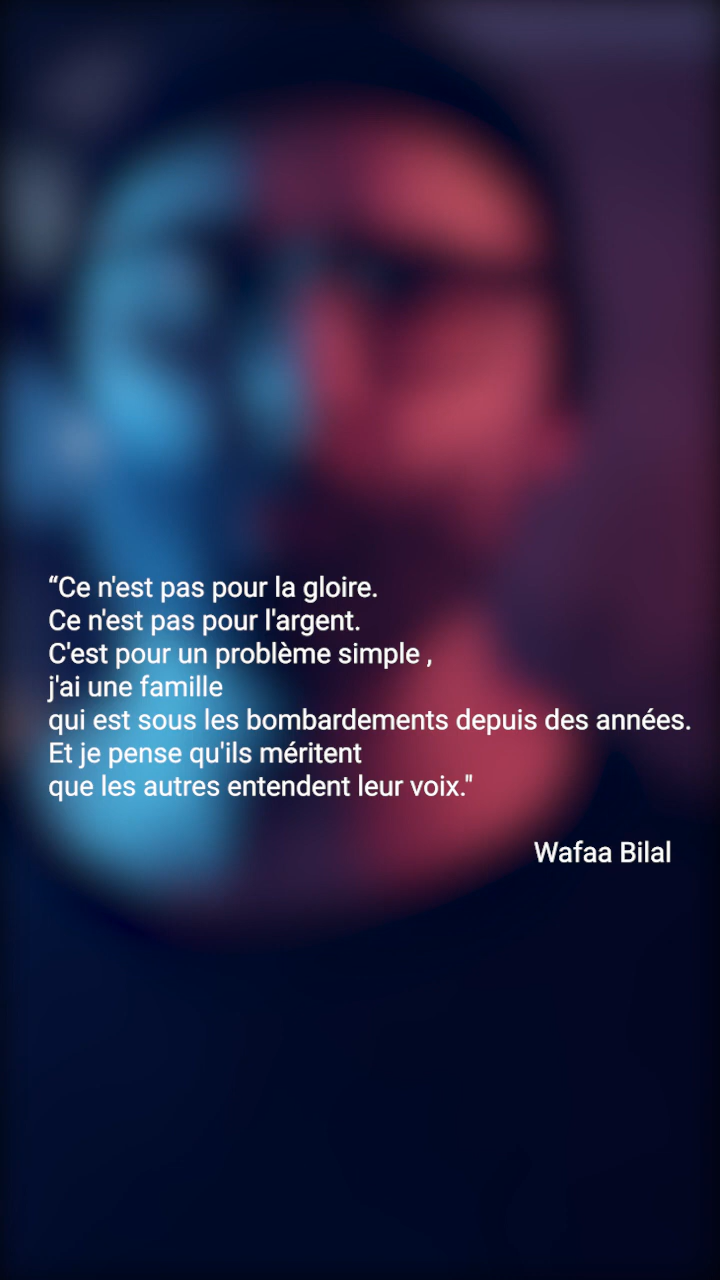 “Ce n'est pas pour la gloire.
Ce n'est pas pour l'argent.
C'est pour un problème simple ,
j'ai une famille
qui est sous les bombardements depuis des années.
Et je pense qu'ils méritent
que les autres entendent leur voix."
Wafaa Bilal